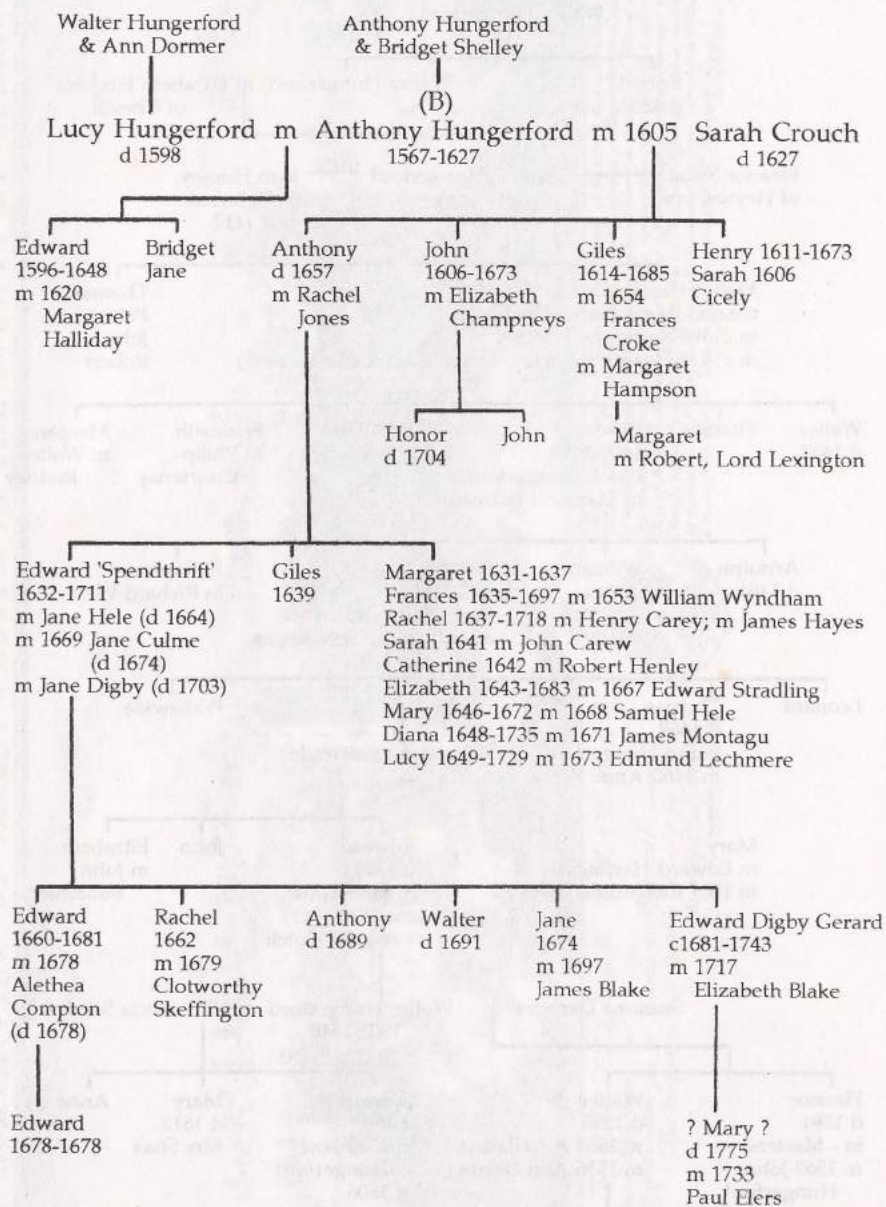 Walter Hungerford
& Ann Dormer
Anthony Hungerford
& Bridget Shelley
(B)
Lucy Hungerford m Anthony Hungerford m 1605 Sarah Crouch
d 1598
1567-1627
d 1627
Edward
1596-1648
m 1620
Margaret
Halliday
Bridget
Jane
Anthony
d 1657
m Rachel
Jones
John
1606-1673
m Elizabeth
Champneys
Giles
1614-1685
m 1654
Frances
Croke
m Margaret
Hampson
Henry 1611-1673
Sarah 1606
Cicely
Honor
d 1704
John
Margaret
m Robert, Lord Lexington
Edward 'Spendthrift'
1632-1711
m Jane Hele (d 1664)
m 1669 Jane Culme
(d 1674)
m Jane Digby (d 1703)
Giles
1639
Margaret 1631-1637
Frances 1635-1697 m 1653 William Wyndham
Rachel 1637-1718 m Henry Carey; m James Hayes
Sarah 1641 m John Carew
Catherine 1642 m Robert Henley
Elizabeth 1643-1683 m 1667 Edward Stradling
Mary 1646-1672 m 1668 Samuel Hele
Diana 1648-1735 m 1671 James Montagu
Lucy 1649-1729 m 1673 Edmund Lechmere
Edward
1660-1681
m 1678
Alethea
Compton
(d 1678)
Rachel
1662
m 1679
Clotworthy
Skeffington
Anthony
d 1689
Walter
d 1691
Jane
1674
m 1697
James Blake
Edward Digby Gerard
c1681-1743
m 1717
Elizabeth Blake
Edward
1678-1678
? Mary ?
d 1775
m 1733
Paul Elers